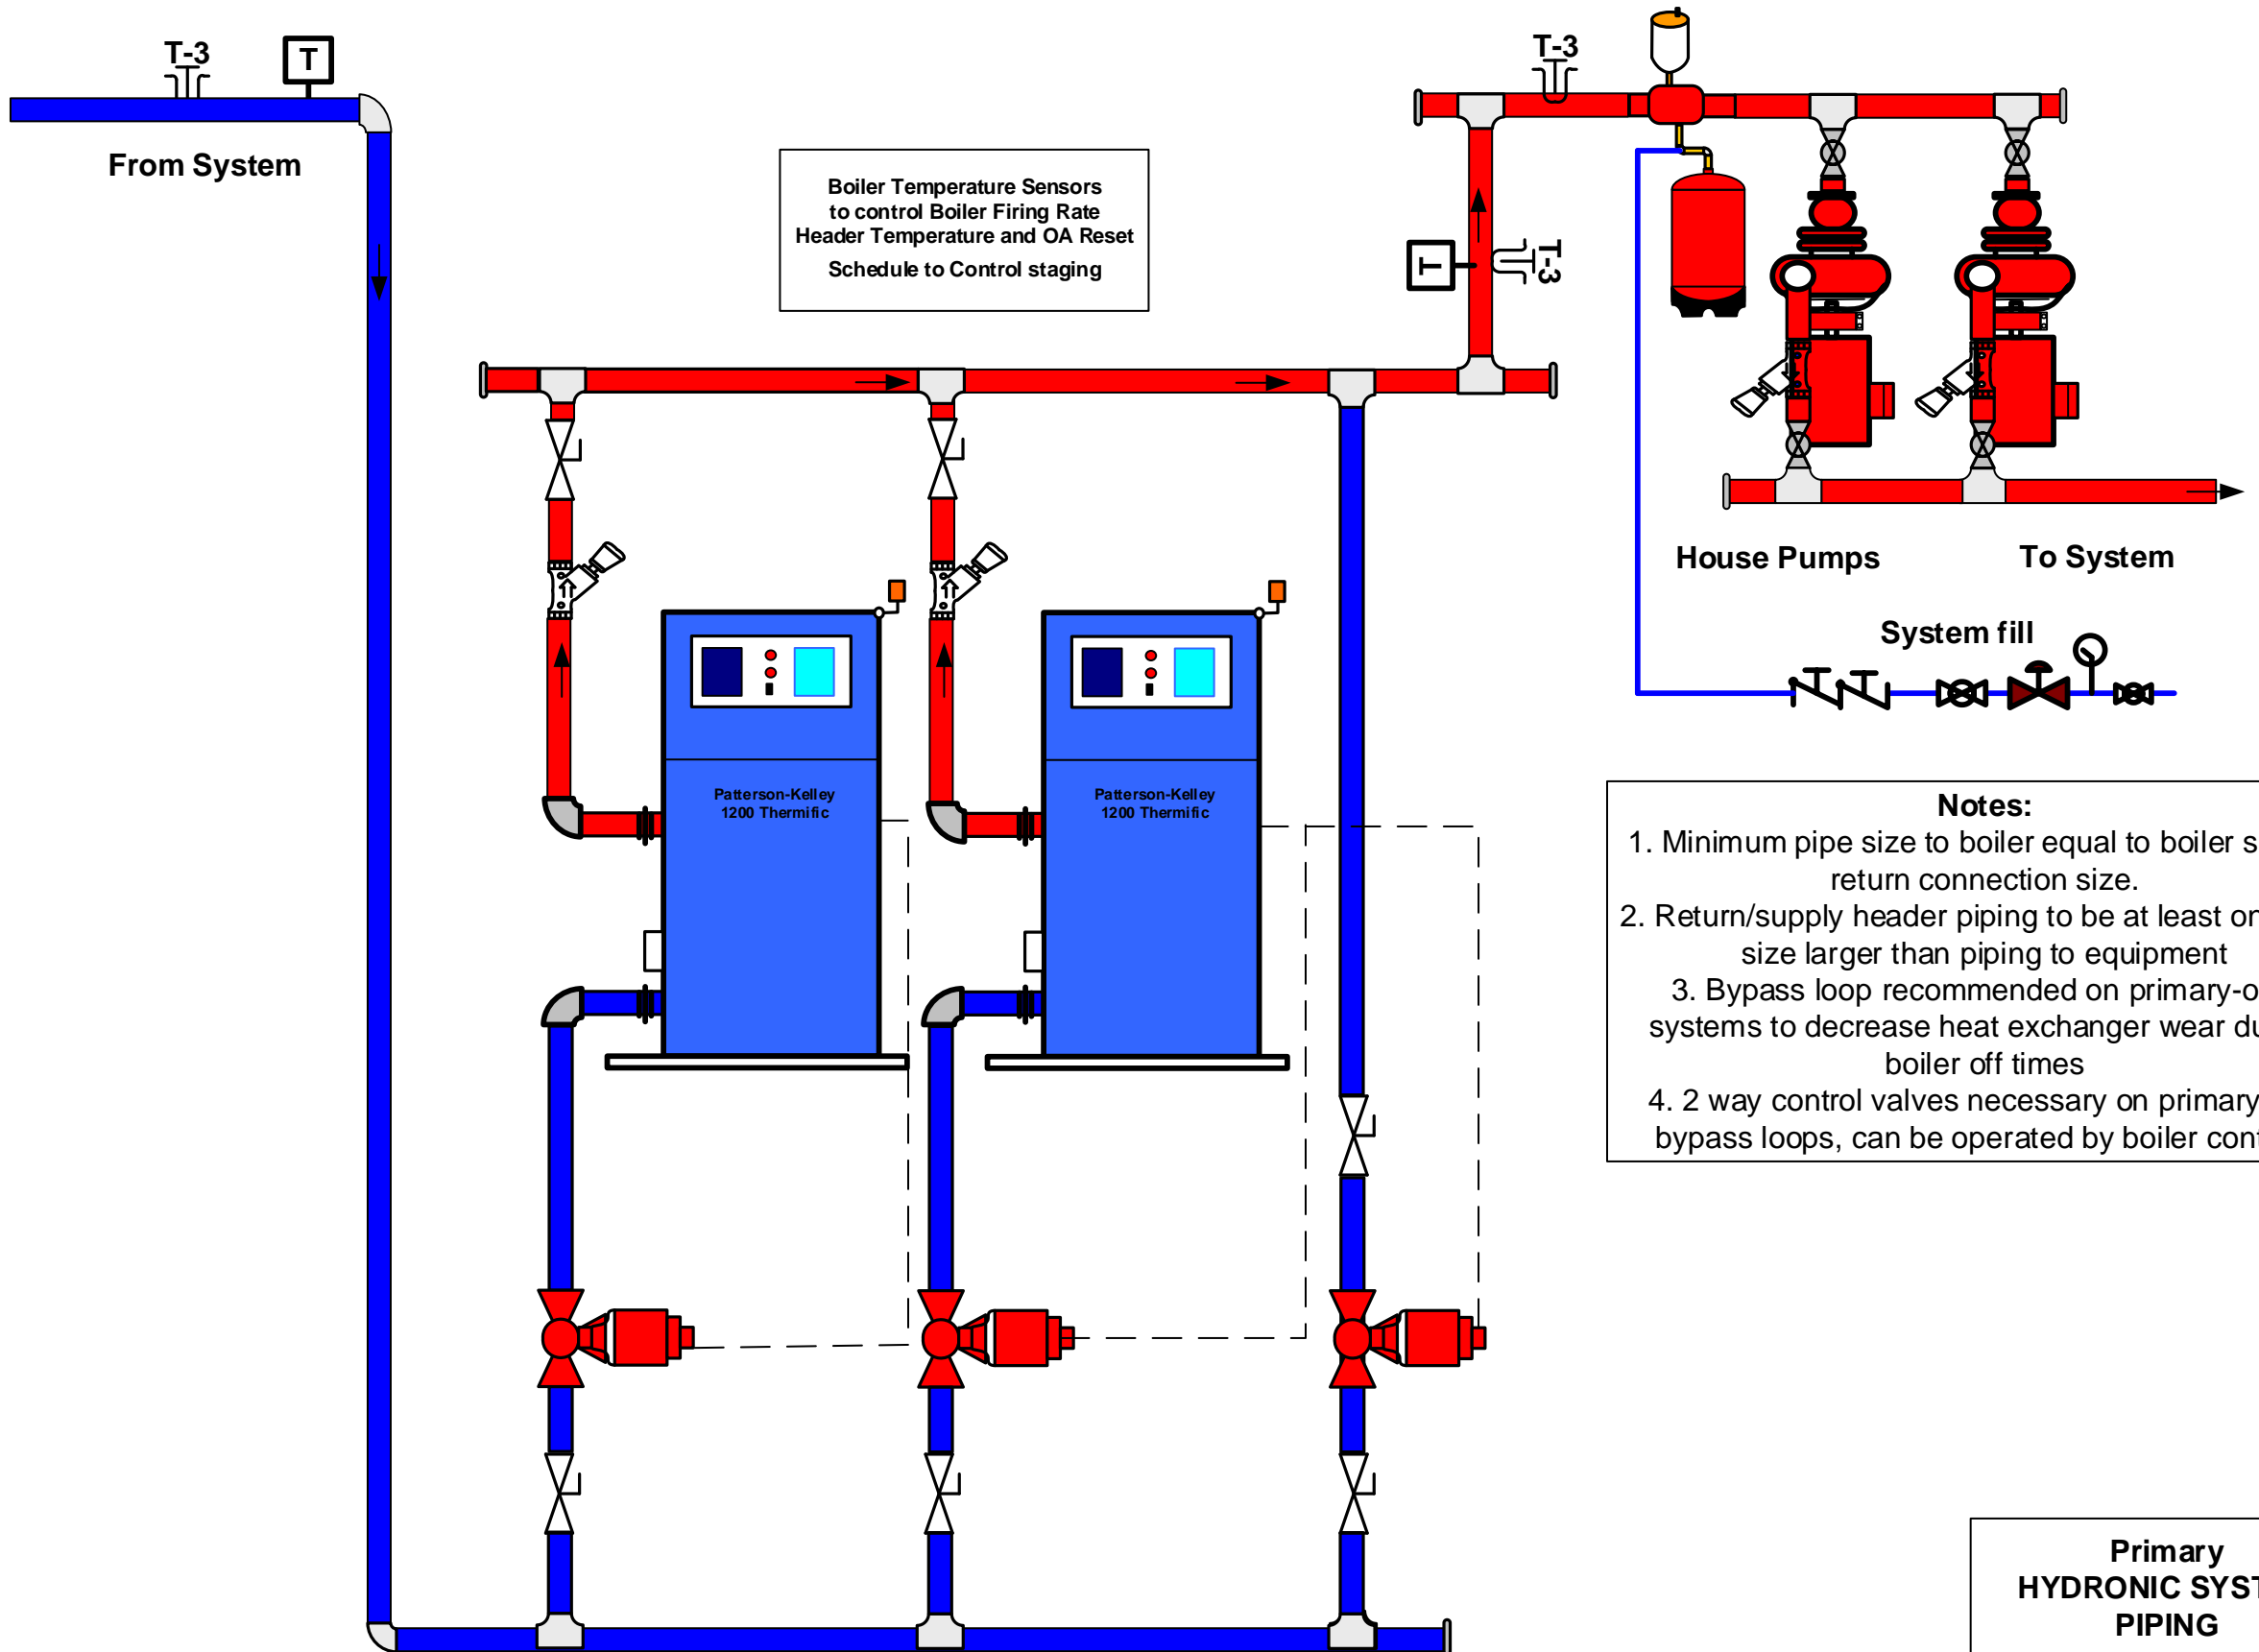 T-3
T
From System
Boiler Temperature Sensors
to control Boiler Firing Rate
Header Temperature and OA Reset
Schedule to Control staging
T-3
T
T-3
House Pumps
To System
System fill
Patterson-Kelley
1200 Thermific
Patterson-Kelley
1200 Thermific
Notes:
1. Minimum pipe size to boiler equal to boiler
return connection size.
2. Return/supply header piping to be at least
size larger than piping to equipment
3. Bypass loop recommended on
systems to decrease heat exchanger wear
boiler off times
4. 2 way control valves necessary on primary
bypass loops, can be operated by boiler
Primary
HYDRONIC
PIPING